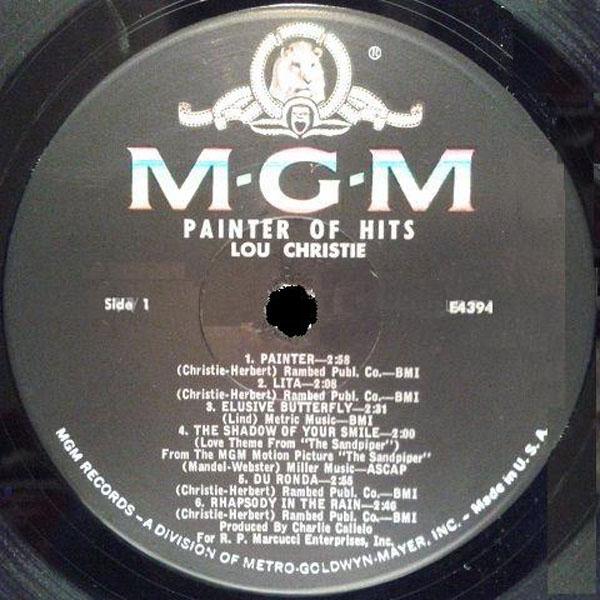 ®
M-G-M
PAINTER OF HITS
LOU CHRISTIE
Side 1
E4394
1. PAINTER—2:58
(Christie-Herbert) Rambed Publ. Co.—BMI
2. LITA—2:08
(Christie-Herbert) Rambed Publ. Co.—BMI
3. ELUSIVE BUTTERFLY—2:31
(Lind) Metric Music—BMI
4. THE SHADOW OF YOUR SMILE—2:00
(Love Theme From "The Sandpiper")
From The MGM Motion Picture "The Sandpiper"
(Mandel-Webster) Miller Music—ASCAP
5. DU RONDA—2:55
(Christie-Herbert) Rambed Publ. Co.—BMI
6. RHAPSODY IN THE RAIN—2:46
(Christie-Herbert) Rambed Publ. Co.—BMI
Produced By Charlie Callelo
For R. P. Marcucci Enterprises, Inc.
MGM RECORDS – A DIVISION OF METRO-GOLDWYN-MAYER, INC. – Made in U.S.A